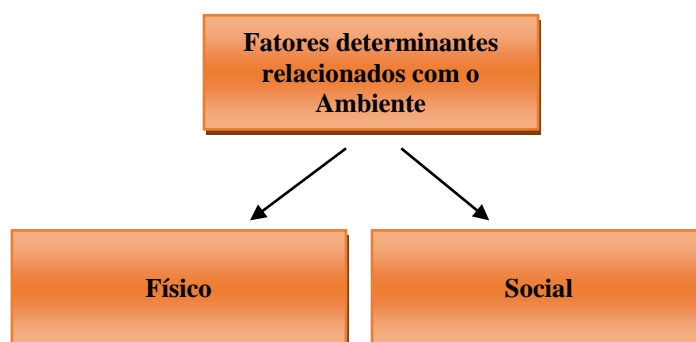 Fatores determinantes
relacionados com o
Ambiente
Físico
Social